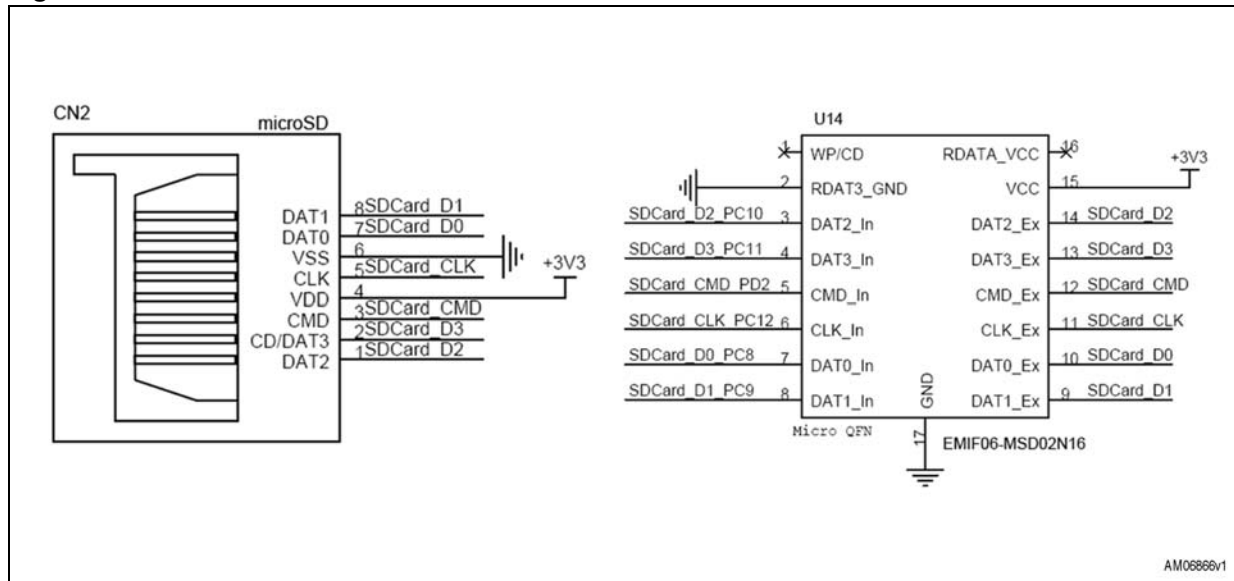 CN2
microSD
DAT1 8 SDCard_D1
DAT0 7 SDCard_D0
VSS 6
CLK 5 SDCard_CLK
VDD 4 +3V3
CMD 3 SDCard_CMD
CD/DAT3 2 SDCard_D3
DAT2 1 SDCard_D2
U14
1 WP/CD RDATA_VCC 16
+3V3
2 RDAT3_GND VCC 15
SDCard_D2_PC10 3 DAT2_In DAT2_Ex 14 SDCard_D2
SDCard_D3_PC11 4 DAT3_In DAT3_Ex 13 SDCard_D3
SDCard_CMD_PD2 5 CMD_In CMD_Ex 12 SDCard_CMD
SDCard_CLK_PC12 6 CLK_In CLK_Ex 11 SDCard_CLK
SDCard_D0_PC8 7 DAT0_In DAT0_Ex 10 SDCard_D0
SDCard_D1_PC9 8 DAT1_In GND DAT1_Ex 9 SDCard_D1
Micro QFN
17
EMIF06-MSD02N16
AM06866v1